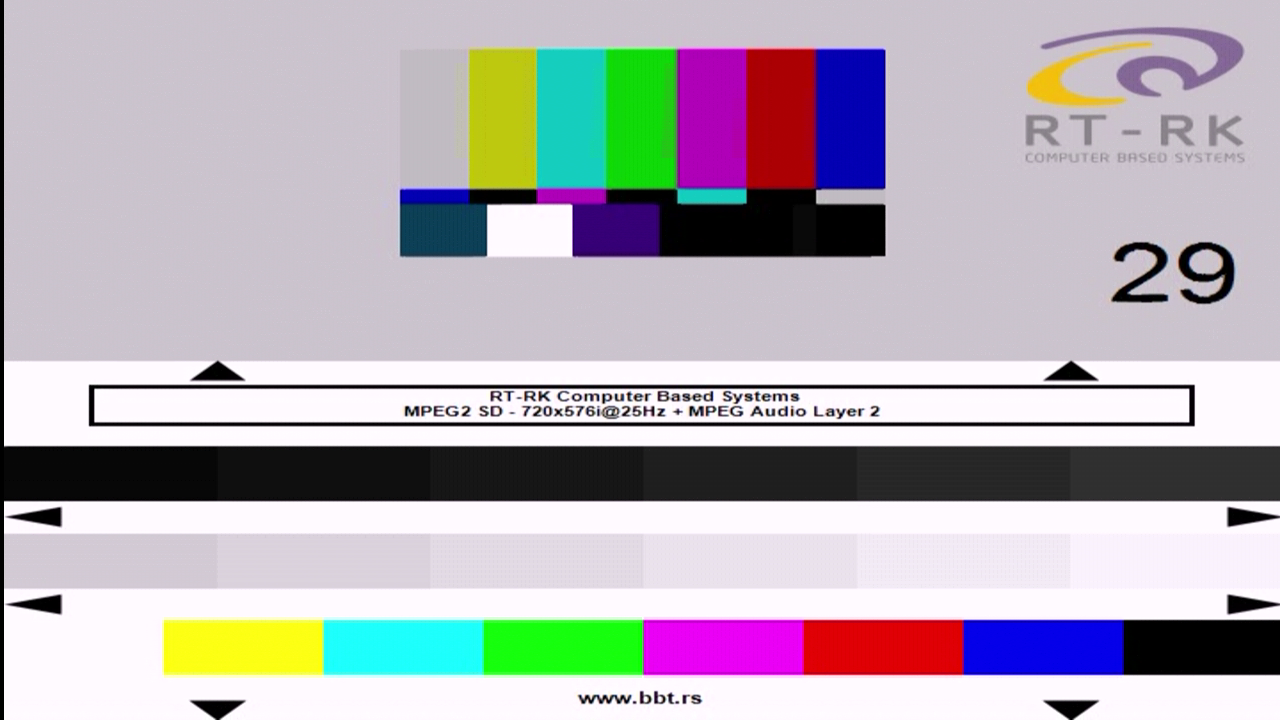 RT-RK
COMPUTER BASED SYSTEMS
29
RT-RK Computer Based Systems
MPEG2 SD - 720x576i@25Hz + MPEG Audio Layer 2
www.bbt.rs